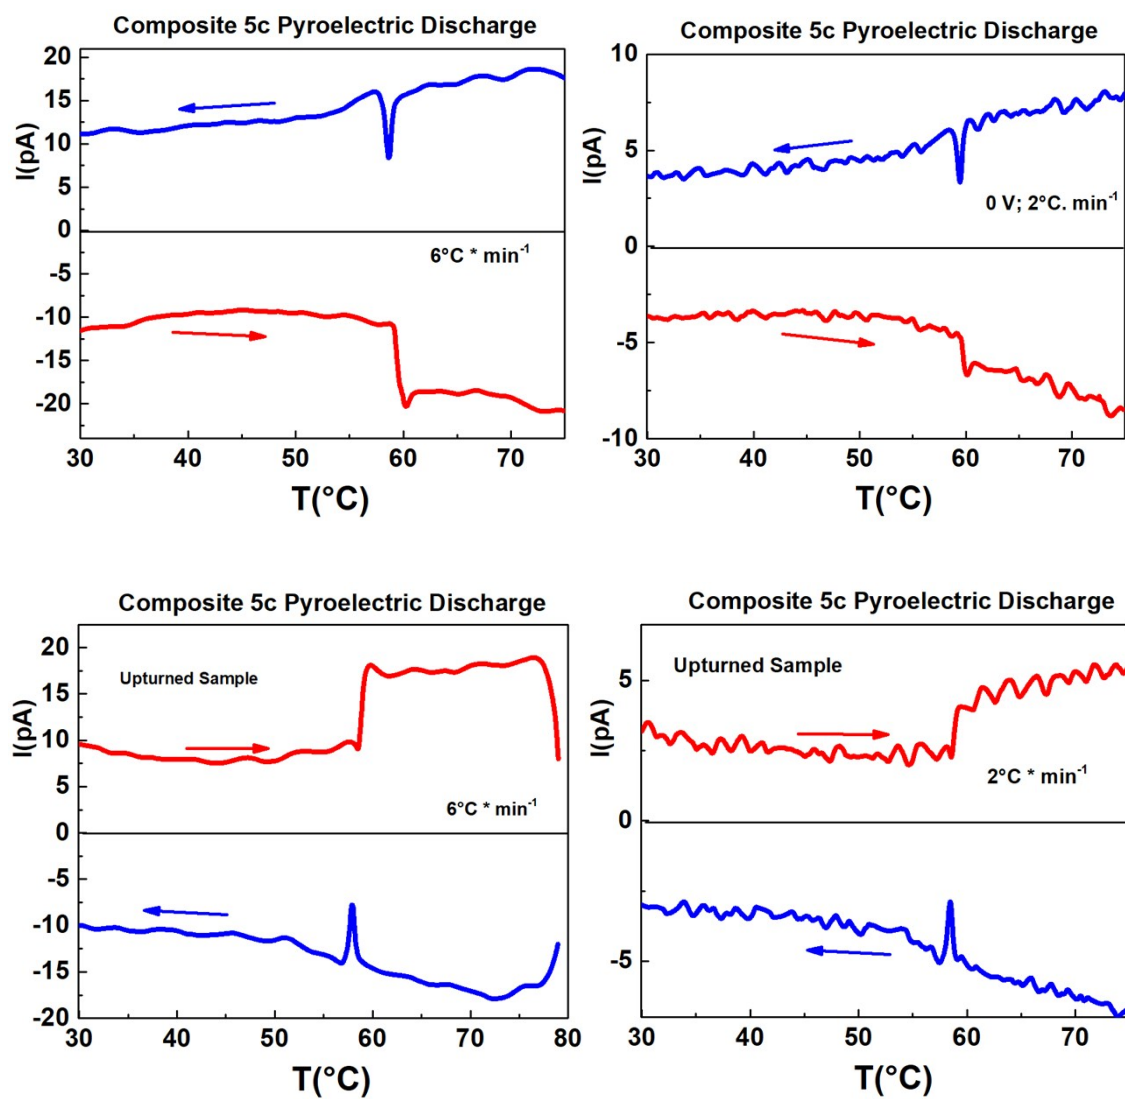 Composite 5c Pyroelectric Discharge
20
15
10
5
0
-5
-10
-15
-20
I(pA)
6°C * min-1
30 40 50 60 70
T(°C)
Composite 5c Pyroelectric Discharge
10
5
0
-5
-10
I(pA)
0 V; 2°C. min-1
30 40 50 60 70
T(°C)
Composite 5c Pyroelectric Discharge
20
15
10
5
0
-5
-10
-15
-20
I(pA)
Upturned Sample
6°C * min-1
30 40 50 60 70 80
T(°C)
Composite 5c Pyroelectric Discharge
5
0
-5
I(pA)
Upturned Sample
2°C * min-1
30 40 50 60 70
T(°C)